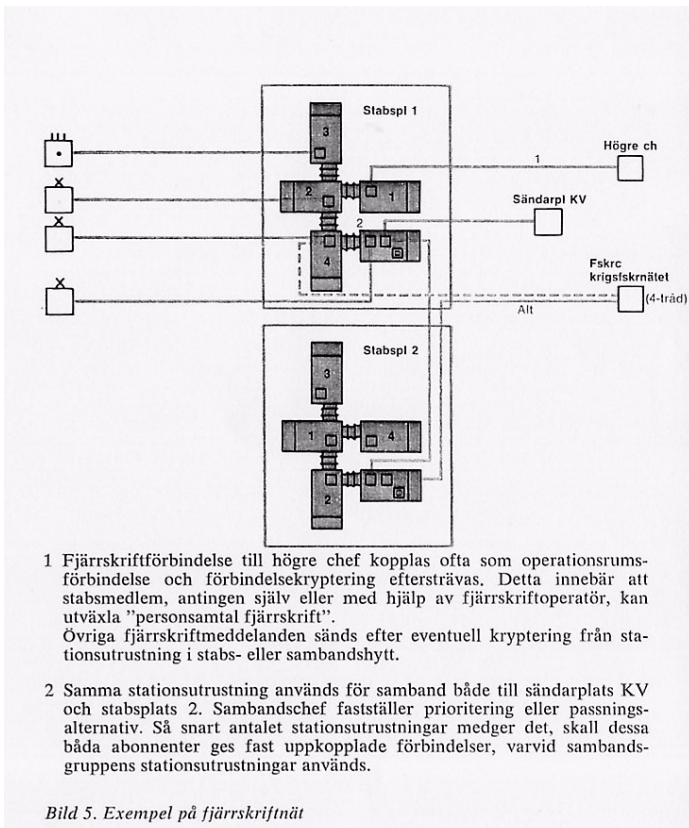 Stabspl 1
3
Högre ch
1
2
1
Sändarpl KV
2
4
Fskrc
krigsfskrnätet
(4-tråd)
Alt
Stabspl 2
3
1
4
2
1 Fjärrskriftförbindelse till högre chef kopplas ofta som operationsrums-
förbindelse och förbindelsekryptering eftersträvas. Detta innebär att
stabsmedlem, antingen själv eller med hjälp av fjärrskriftoperatör, kan
utväxla ”personsamtal fjärrskrift”.
Övriga fjärrskriftmeddelanden sänds efter eventuell kryptering från sta-
tionsutrustning i stabs- eller sambandshytt.
2 Samma stationsutrustning används för samband både till sändarplats KV
och stabsplats 2. Sambandschef fastställer prioritering eller passnings-
alternativ. Så snart antalet stationsutrustningar medger det, skall dessa
båda abonnenter ges fast uppkopplade förbindelser, varvid sambands-
gruppens stationsutrustningar används.
Bild 5. Exempel på fjärrskriftnät